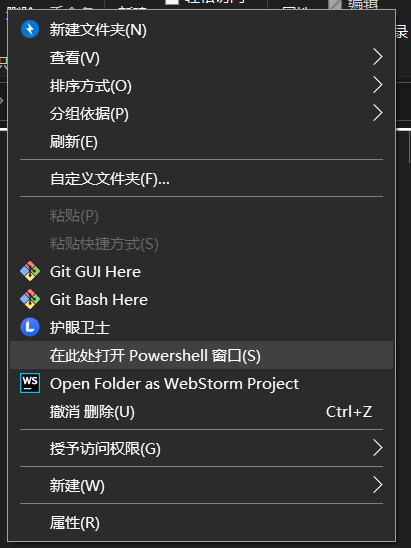 新建文件夹(N)
查看(V)
排序方式(O)
分组依据(P)
刷新(E)
自定义文件夹(F)...
粘贴(P)
粘贴快捷方式(S)
Git GUI Here
Git Bash Here
护眼卫士
在此处打开 Powershell 窗口(S)
WS Open Folder as WebStorm Project
撤消 删除(U) Ctrl+Z
授予访问权限(G)
新建(W)
属性(R)